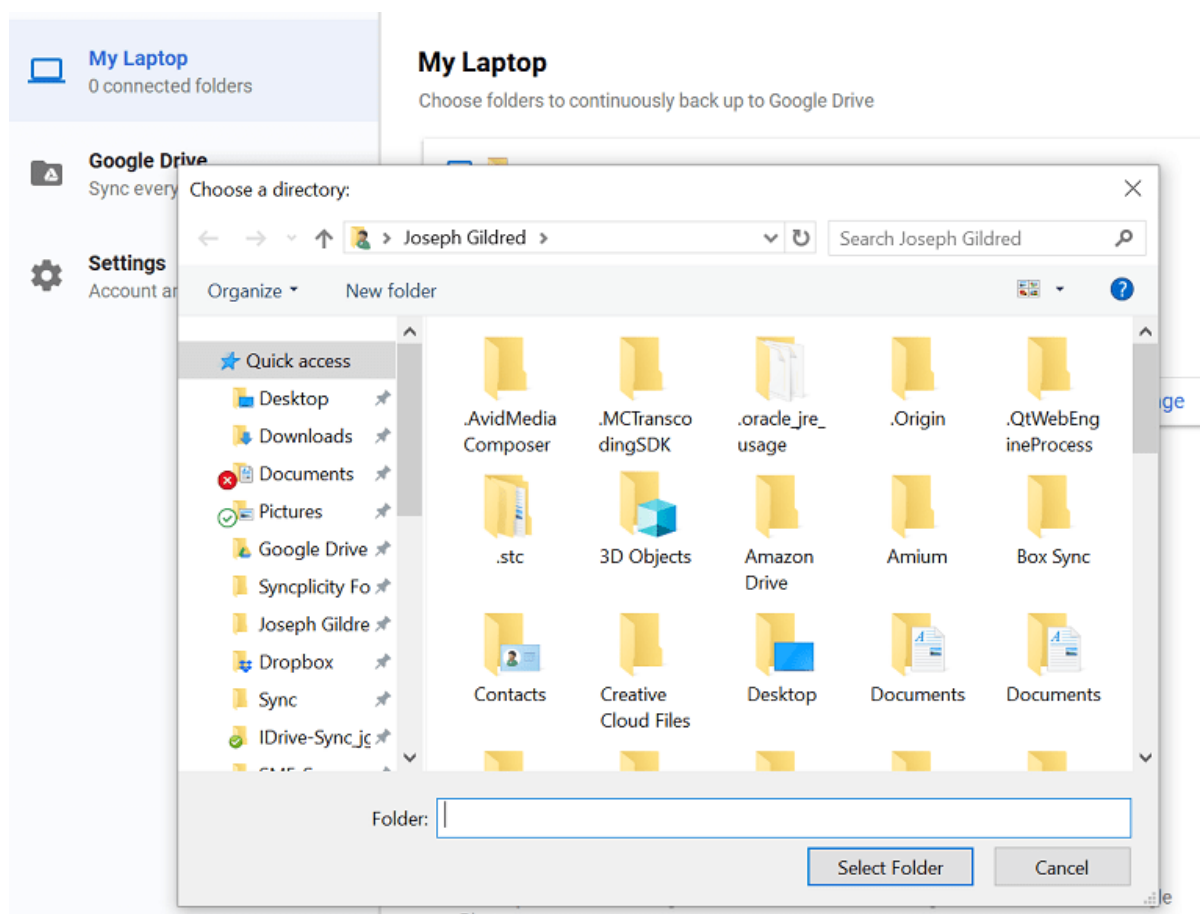 My Laptop
0 connected folders
Google Drive
Sync every
Settings
Account ar
My Laptop
Choose folders to continuously back up to Google Drive
Choose a directory:
Joseph Gildred
Search Joseph Gildred
Organize
New folder
?
Quick access
Desktop
Downloads
Documents
Pictures
Google Drive
Syncplicity Fo
Joseph Gildre
Dropbox
Sync
IDrive-Sync_jg
.AvidMedia
Composer
.MCTransco
dingSDK
.oracle_jre_
usage
.Origin
.QtWebEng
ineProcess
.stc
3D Objects
Amazon
Drive
Amium
Box Sync
Contacts
Creative
Cloud Files
Desktop
Documents
Documents
Folder:
Select Folder
Cancel
ge
le